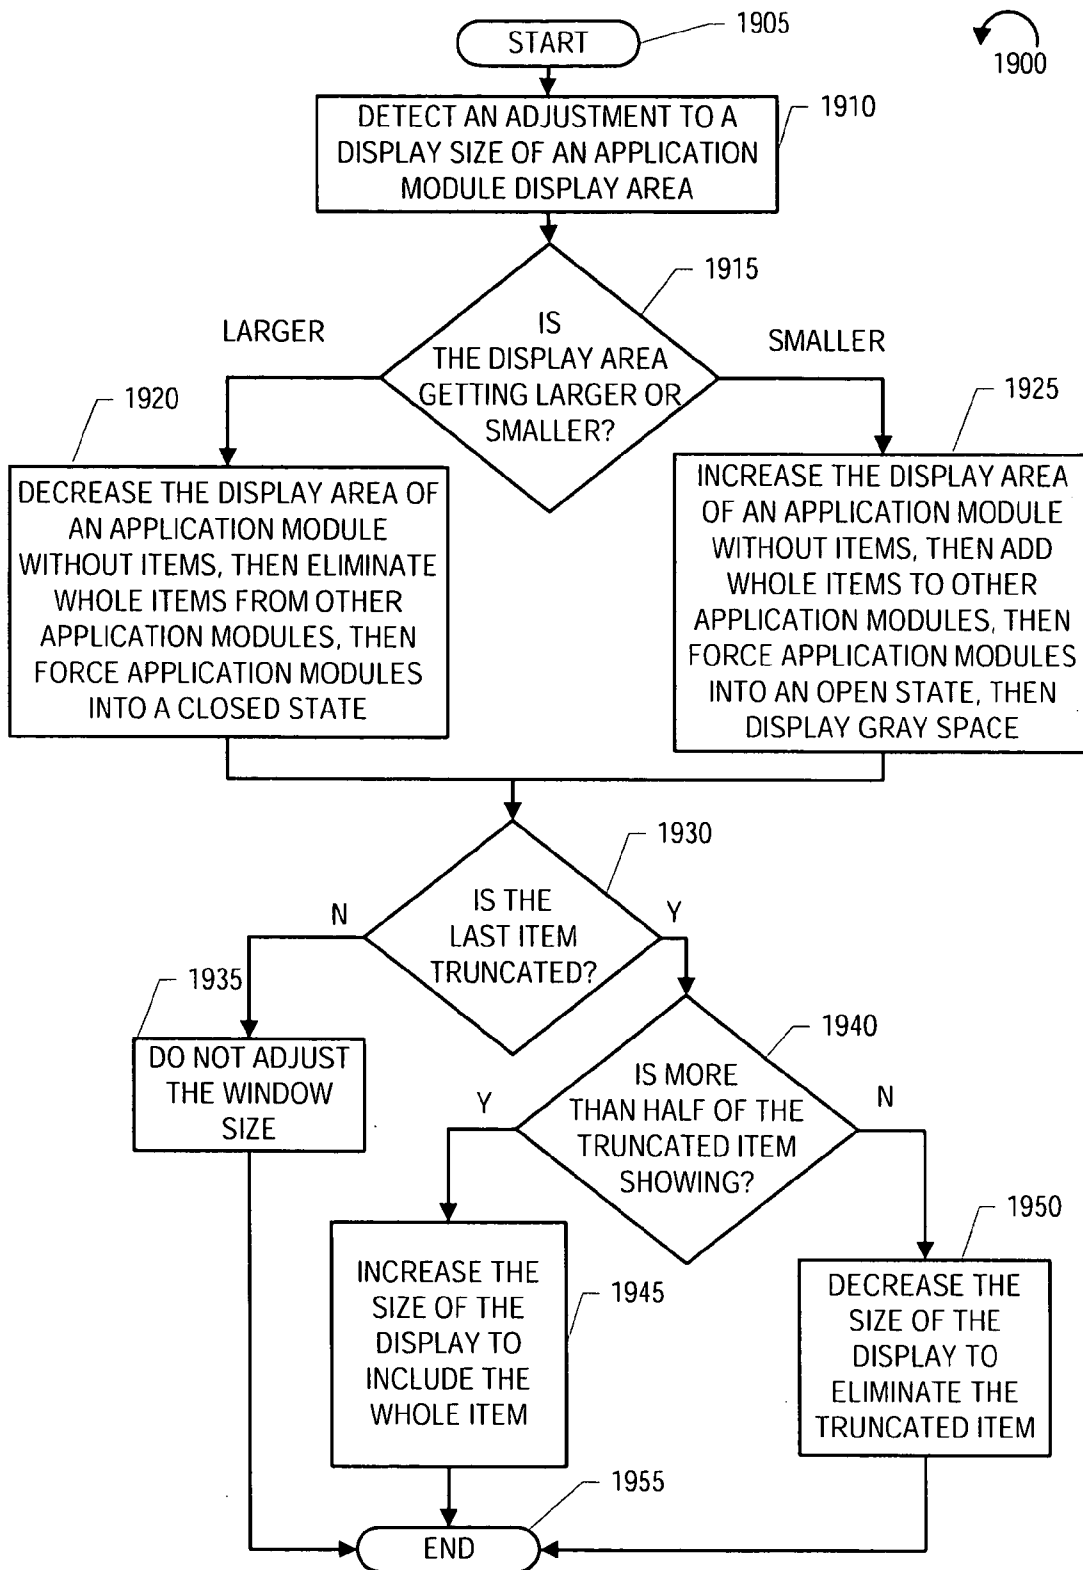 START
1905
1900
DETECT AN ADJUSTMENT TO A
DISPLAY SIZE OF AN APPLICATION
MODULE DISPLAY AREA
1910
IS
THE DISPLAY AREA
GETTING LARGER OR
SMALLER?
1915
LARGER
SMALLER
1920
DECREASE THE DISPLAY AREA OF
AN APPLICATION MODULE
WITHOUT ITEMS, THEN ELIMINATE
WHOLE ITEMS FROM OTHER
APPLICATION MODULES, THEN
FORCE APPLICATION MODULES
INTO A CLOSED STATE
1925
INCREASE THE DISPLAY AREA
OF AN APPLICATION MODULE
WITHOUT ITEMS, THEN ADD
WHOLE ITEMS TO OTHER
APPLICATION MODULES, THEN
FORCE APPLICATION MODULES
INTO AN OPEN STATE, THEN
DISPLAY GRAY SPACE
1930
IS THE
LAST ITEM
TRUNCATED?
N
Y
1935
DO NOT ADJUST
THE WINDOW
SIZE
1940
IS MORE
THAN HALF OF THE
TRUNCATED ITEM
SHOWING?
Y
N
INCREASE THE
SIZE OF THE
DISPLAY TO
INCLUDE THE
WHOLE ITEM
1945
1950
DECREASE THE
SIZE OF THE
DISPLAY TO
ELIMINATE THE
TRUNCATED ITEM
1955
END